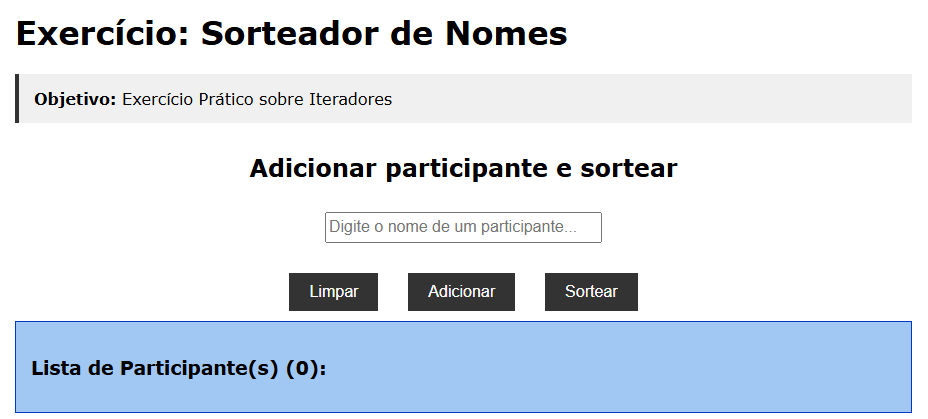 Exercício: Sorteador de Nomes
Objetivo: Exercício Prático sobre Iteradores
Adicionar participante e sortear
Digite o nome de um participante...
Limpar
Adicionar
Sortear
Lista de Participante(s) (0):